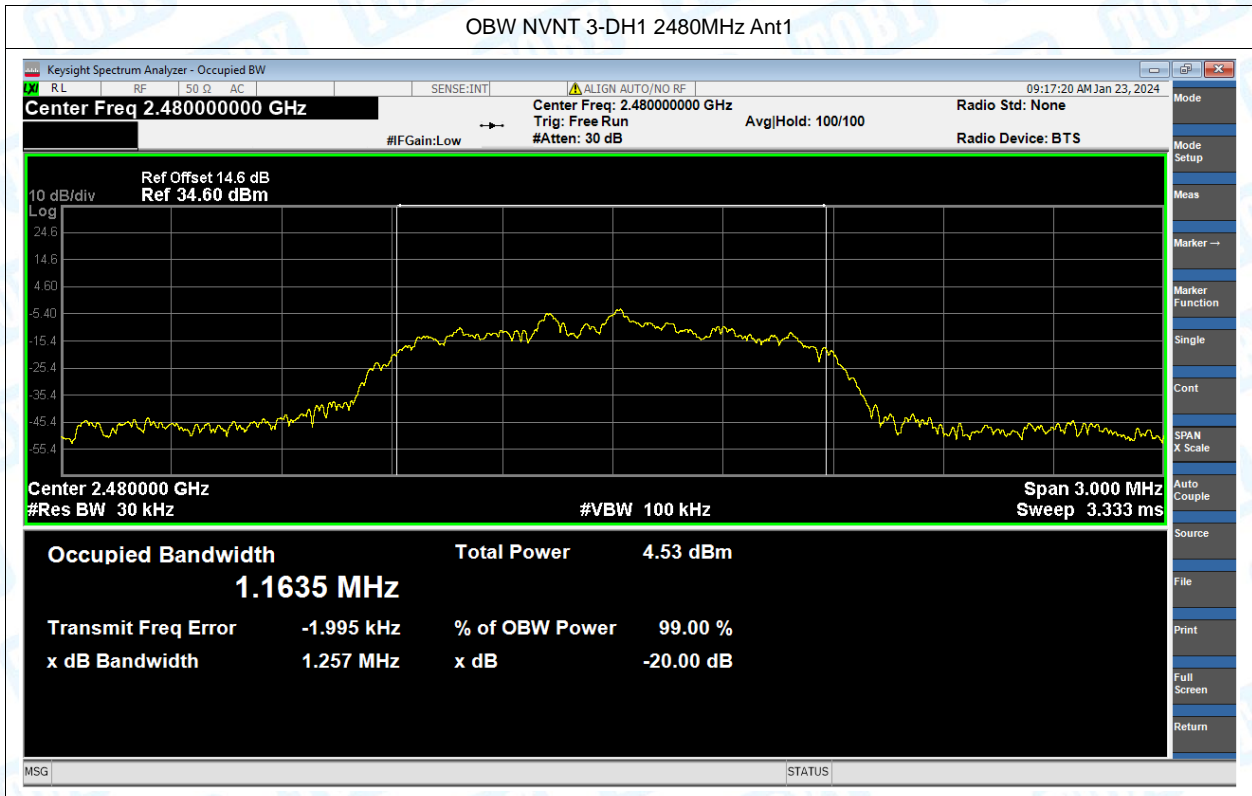 OBW NVNT 3-DH1 2480MHz Ant1
Keysight Spectrum Analyzer - Occupied BW
LXI RL RF 50 Ω AC SENSE:INT ALIGN AUTO/NO RF 09:17:20 AM Jan 23, 2024
Center Freq 2.480000000 GHz
Center Freq: 2.480000000 GHz
Radio Std: None
Trig: Free Run
Avg|Hold: 100/100
#IFGain:Low
#Atten: 30 dB
Radio Device: BTS
Ref Offset 14.6 dB
10 dB/div
Ref 34.60 dBm
Log
24.6
14.6
4.60
-5.40
-15.4
-25.4
-35.4
-45.4
-55.4
Center 2.480000 GHz
Span 3.000 MHz
#Res BW 30 kHz
#VBW 100 kHz
Sweep 3.333 ms
Occupied Bandwidth
Total Power 4.53 dBm
1.1635 MHz
Transmit Freq Error -1.995 kHz
% of OBW Power 99.00 %
x dB Bandwidth 1.257 MHz
x dB -20.00 dB
Mode
Mode
Setup
Meas
Marker →
Marker
Function
Single
Cont
SPAN
X Scale
Auto
Couple
Source
File
Print
Full
Screen
Return
MSG
STATUS
TOBY